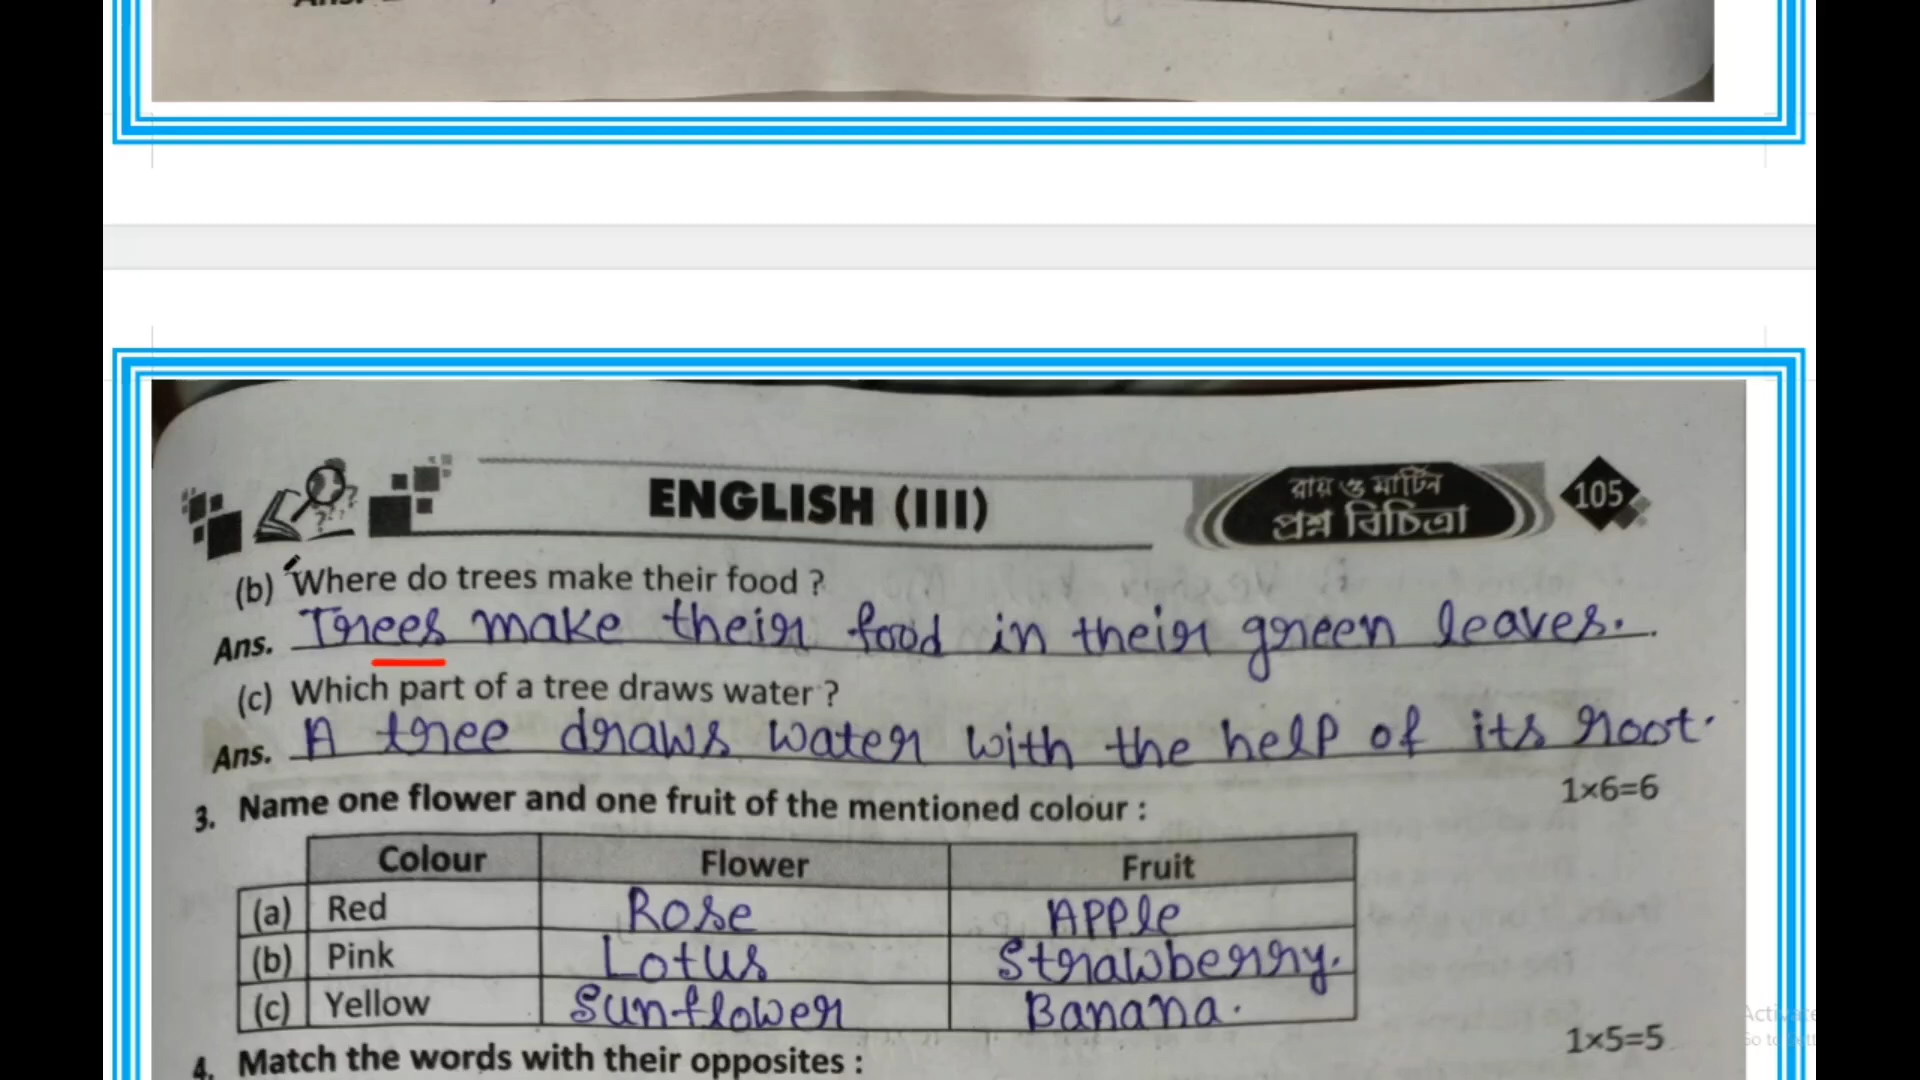 ENGLISH (III)
রায় ও মার্টিন
প্রশ্ন বিচিত্রা
105
(b) Where do trees make their food ?
Ans. Trees make their food in their green leaves.
(c) Which part of a tree draws water ?
Ans. A tree draws water with the help of its root.
3. Name one flower and one fruit of the mentioned colour : 1×6=6
Colour Flower Fruit
(a) Red Rose Apple
(b) Pink Lotus Strawberry.
(c) Yellow Sunflower Banana.
4. Match the words with their opposites : 1×5=5